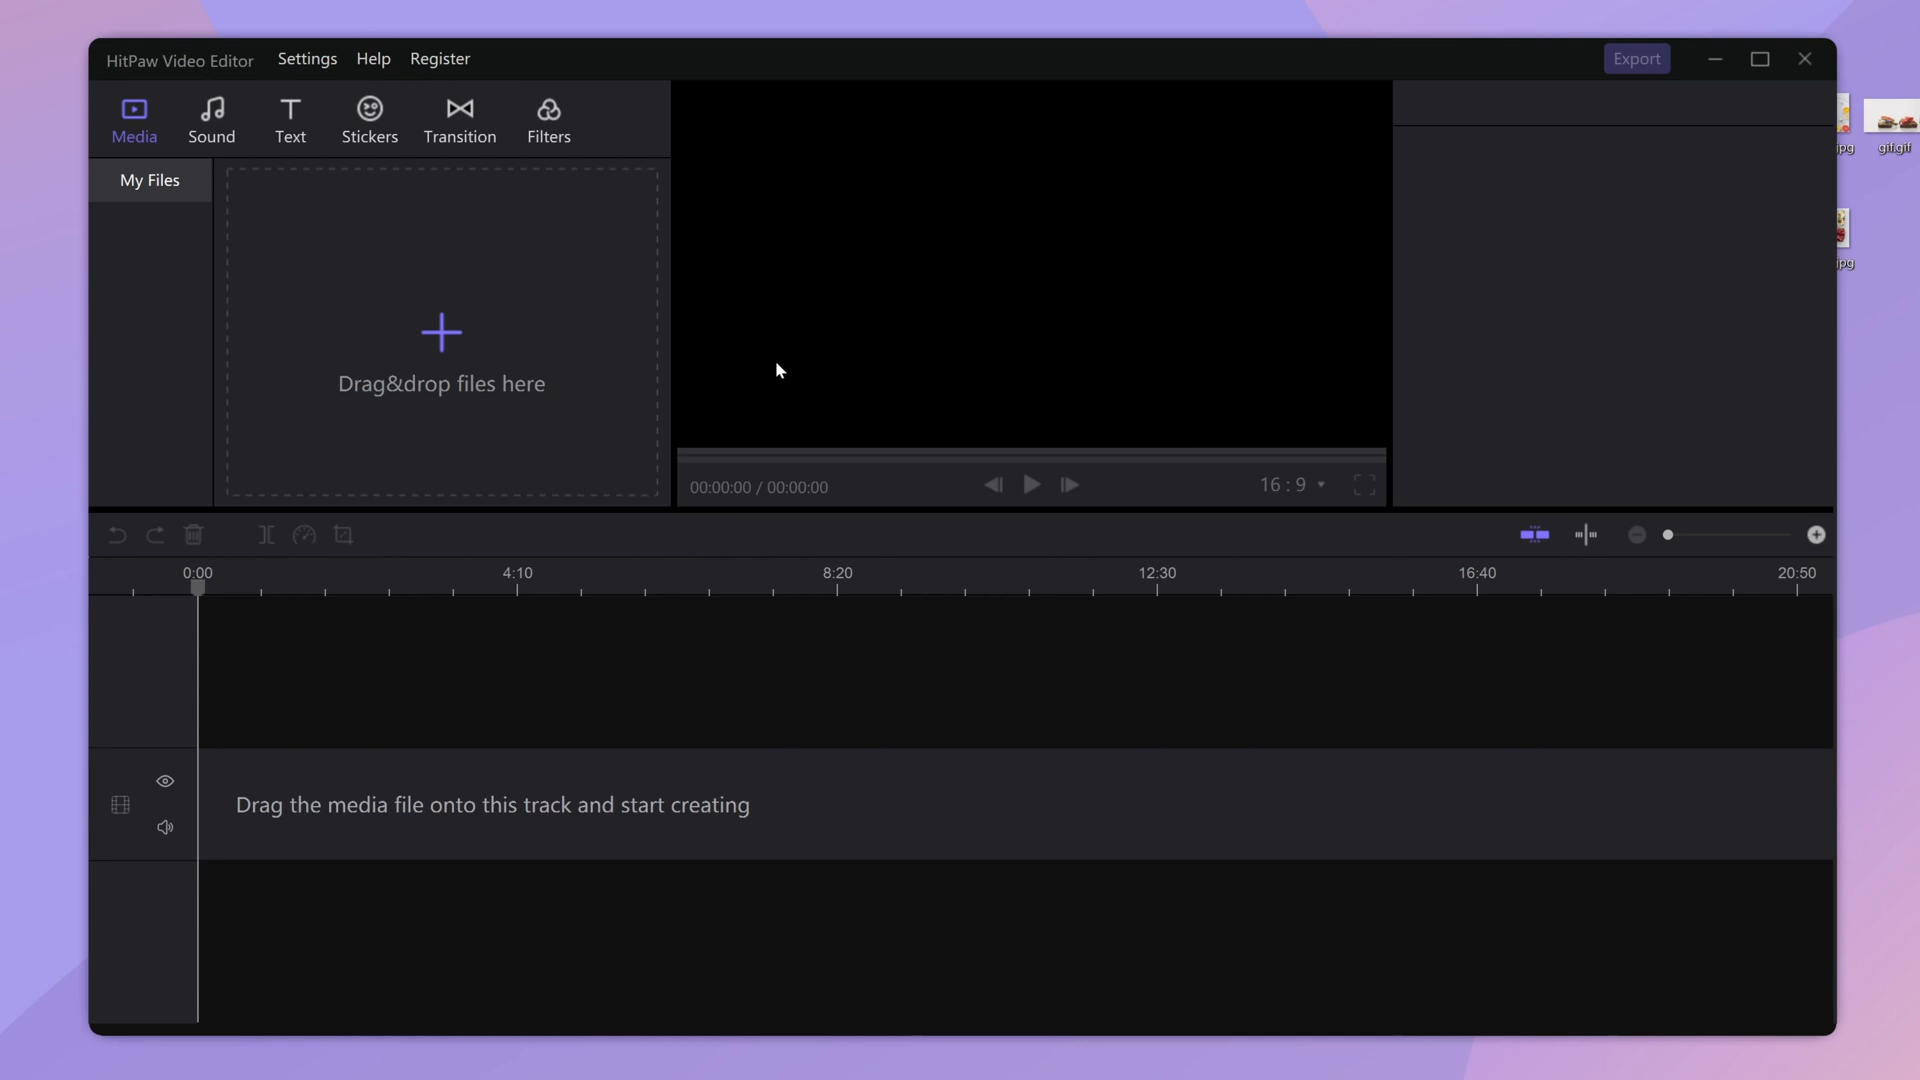 HitPaw Video Editor Settings Help Register Export
Media Sound Text Stickers Transition Filters
My Files
Drag&drop files here
00:00:00 / 00:00:00 16 : 9
0:00 4:10 8:20 12:30 16:40 20:50
Drag the media file onto this track and start creating
jpg gif.gif
jpg